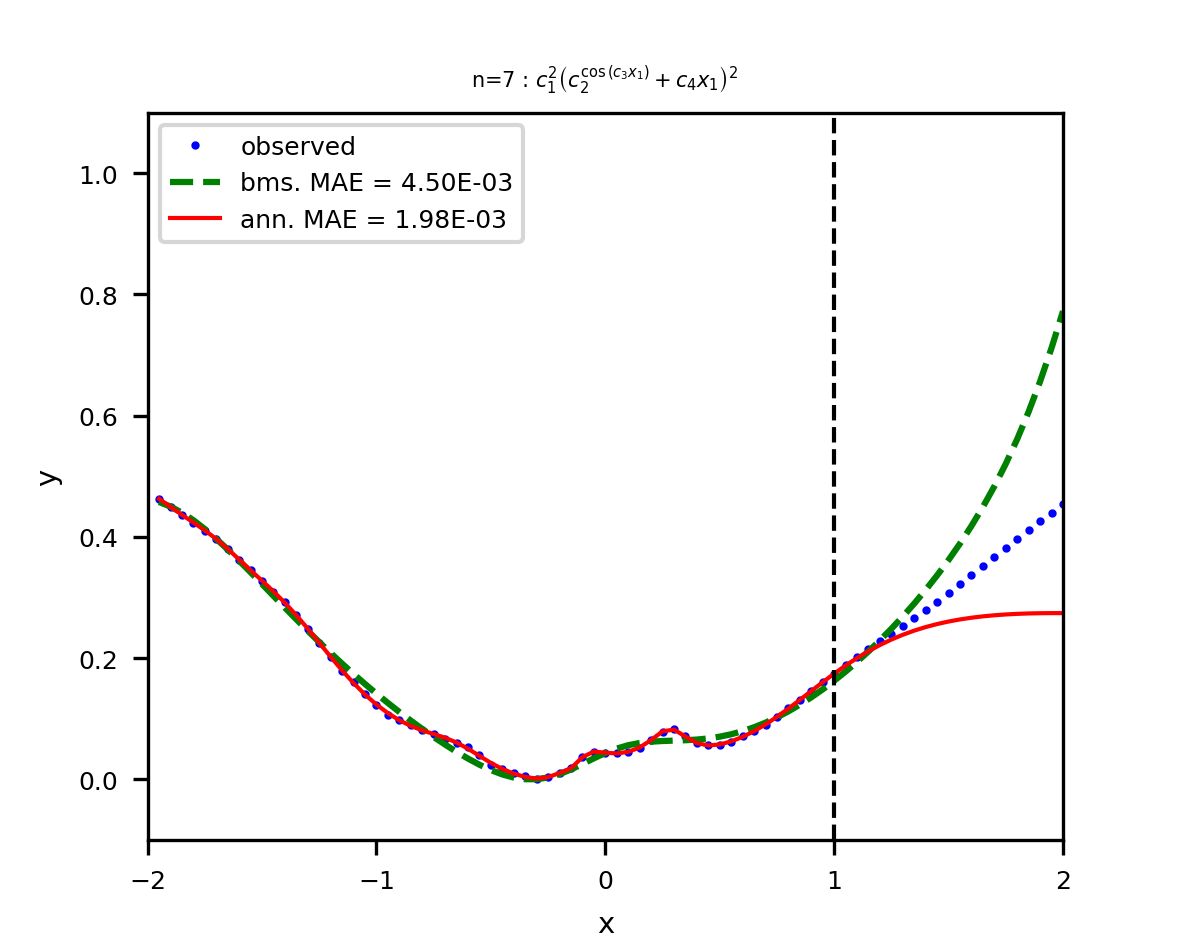 n=7 : $c_1^2(c_2^{\cos(c_3x_1)} + c_4x_1)^2$
observed
bms. MAE = 4.50E-03
ann. MAE = 1.98E-03
1.0
0.8
0.6
0.4
0.2
0.0
y
−2
−1
0
1
2
x